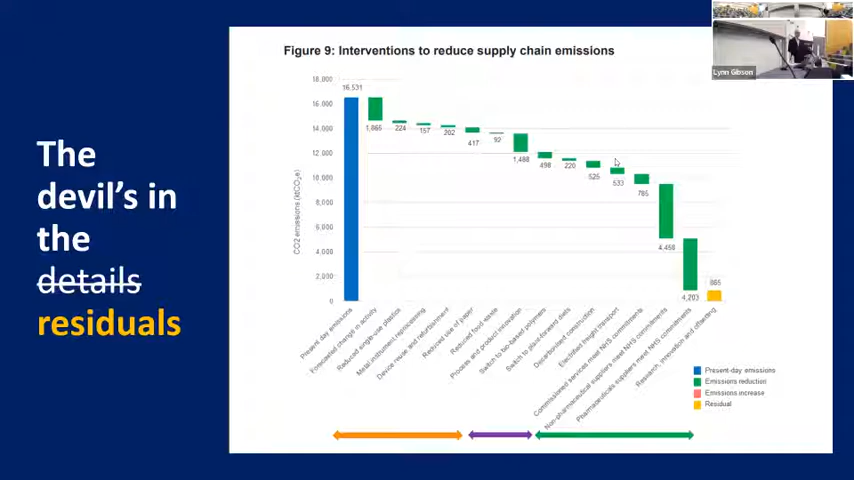 The
devil's in
the
details
residuals
Figure 9: Interventions to reduce supply chain emissions
Lynn Gibson
CO2 emissions (ktCO₂e)
18,000
16,000
14,000
12,000
10,000
8,000
6,000
4,000
2,000
0
16,531
224
157
202
417
92
1,488
498
220
525
533
785
4,203
Present day emissions
Forecasted change in activity
Reduced single-use plastics
Metal instrument reprocessing
Device reuse and refurbishment
Reduced use of paper
Reduced food waste
Process and product innovation
Switch to bio-based polymers
Switch to plant-forward diets
Decarbonised construction
Electrified freight transport
Commissioned services meet NHS commitments
Non-pharmaceutical suppliers meet NHS commitments
Pharmaceuticals suppliers meet NHS commitments
Research, innovation and offsetting
Present-day emissions
Emissions reduction
Emissions increase
Residual